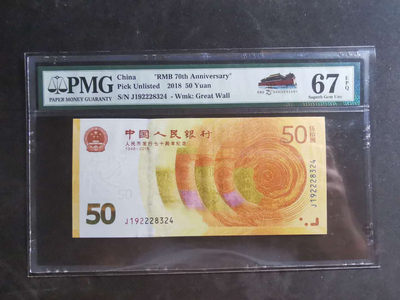 PMG
PAPER MONEY GUARANTY
China "RMB 70th Anniversary"
Pick Unlisted 2018 50 Yuan
S/N J192228324 - Wmk: Great Wall
67 EPQ
Superb Gem Unc
中国人民银行
人民币发行七十周年纪念
1948-2018
50
伍拾圆
50
J192228324
J192228324